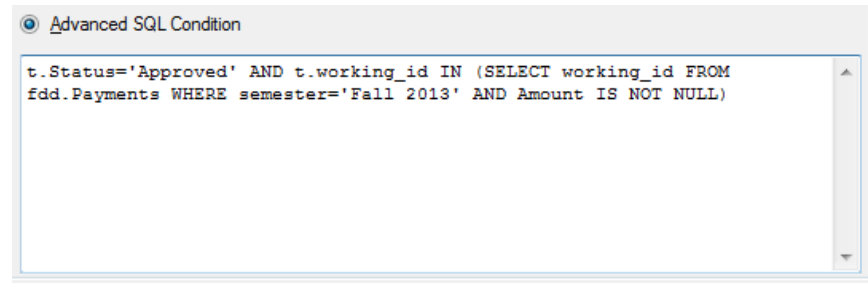 Advanced SQL Condition
t.Status='Approved' AND t.working_id IN (SELECT working_id FROM
fdd.Payments WHERE semester='Fall 2013' AND Amount IS NOT NULL)